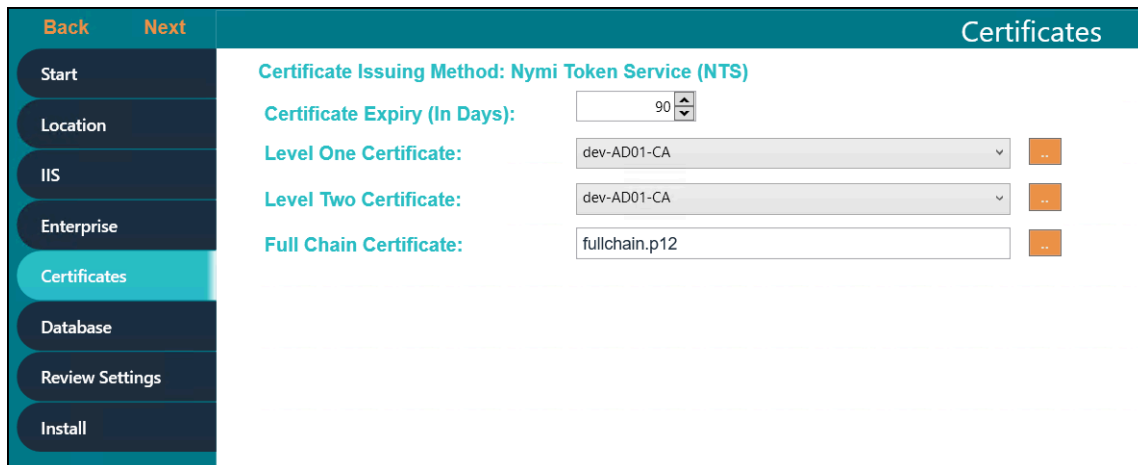 Back Next
Certificates
Start
Location
IIS
Enterprise
Certificates
Database
Review Settings
Install
Certificate Issuing Method: Nymi Token Service (NTS)
Certificate Expiry (In Days): 90
Level One Certificate: dev-AD01-CA ..
Level Two Certificate: dev-AD01-CA ..
Full Chain Certificate: fullchain.p12 ..